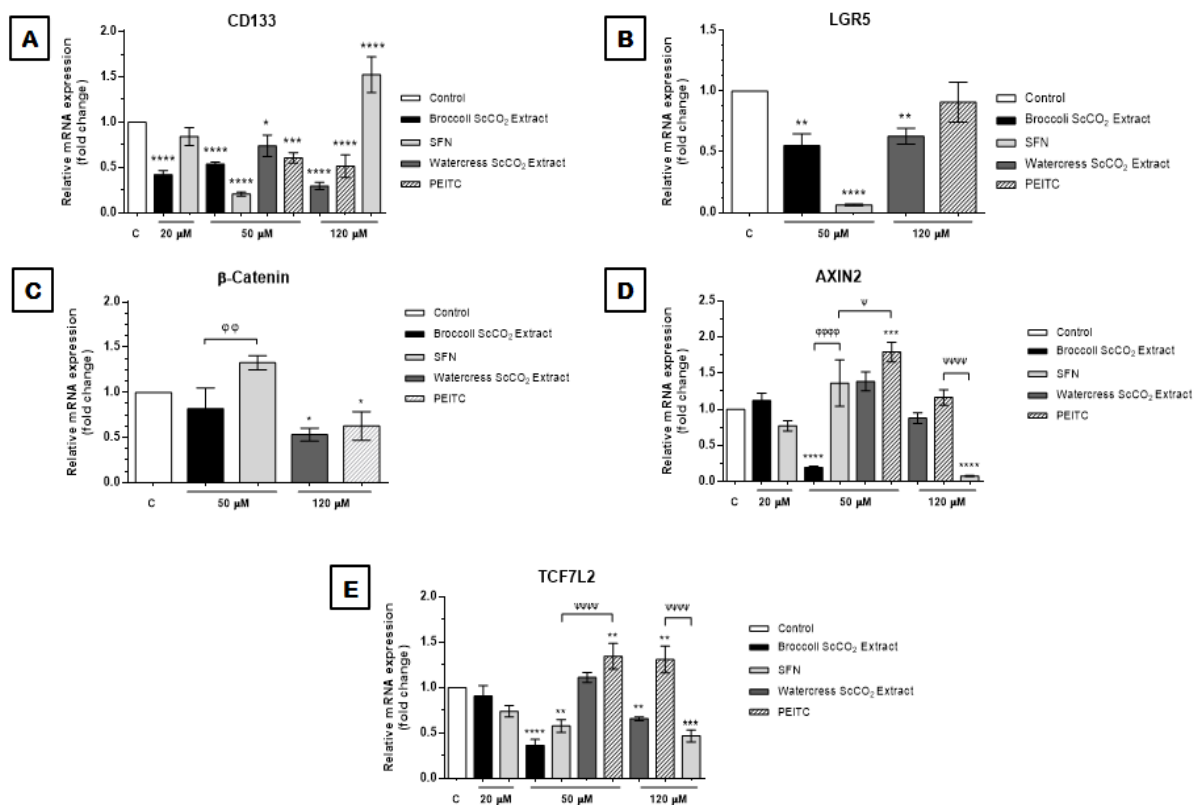 A
CD133
Relative mRNA expression
(fold change)
2.0
1.5
1.0
0.5
0.0
****
****
****
*
***
****
****
****
C
20 μM
50 μM
120 μM
Control
Broccoli ScCO₂ Extract
SFN
Watercress ScCO₂ Extract
PEITC
B
LGR5
Relative mRNA expression
(fold change)
1.5
1.0
0.5
0.0
**
****
**
C
50 μM
120 μM
Control
Broccoli ScCO₂ Extract
SFN
Watercress ScCO₂ Extract
PEITC
C
β-Catenin
Relative mRNA expression
(fold change)
2.0
1.5
1.0
0.5
0.0
φφ
*
*
C
50 μM
120 μM
Control
Broccoli ScCO₂ Extract
SFN
Watercress ScCO₂ Extract
PEITC
D
AXIN2
Relative mRNA expression
(fold change)
2.5
2.0
1.5
1.0
0.5
0.0
****
φφφφ
ψ
***
ψψψψ
****
C
20 μM
50 μM
120 μM
Control
Broccoli ScCO₂ Extract
SFN
Watercress ScCO₂ Extract
PEITC
E
TCF7L2
Relative mRNA expression
(fold change)
2.0
1.5
1.0
0.5
0.0
****
**
ψψψψ
**
**
**
ψψψψ
***
C
20 μM
50 μM
120 μM
Control
Broccoli ScCO₂ Extract
SFN
Watercress ScCO₂ Extract
PEITC